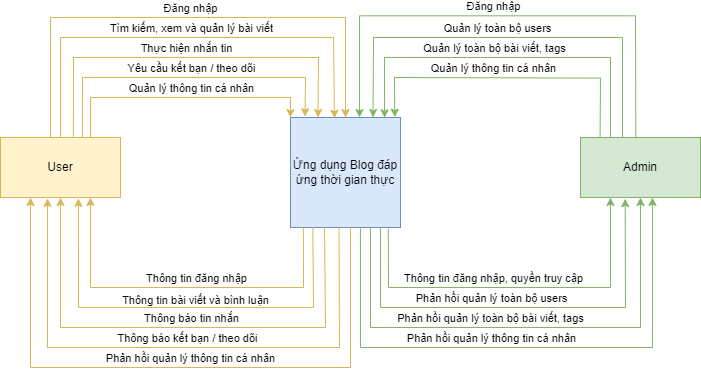 Đăng nhập
Tìm kiếm, xem và quản lý bài viết
Thực hiện nhắn tin
Yêu cầu kết bạn / theo dõi
Quản lý thông tin cá nhân
Đăng nhập
Quản lý toàn bộ users
Quản lý toàn bộ bài viết, tags
Quản lý thông tin cá nhân
User
Ứng dụng Blog đáp
ứng thời gian thực
Admin
Thông tin đăng nhập
Thông tin bài viết và bình luận
Thông báo tin nhắn
Thông báo kết bạn / theo dõi
Phản hồi quản lý thông tin cá nhân
Thông tin đăng nhập, quyền truy cập
Phản hồi quản lý toàn bộ users
Phản hồi quản lý toàn bộ bài viết, tags
Phản hồi quản lý thông tin cá nhân